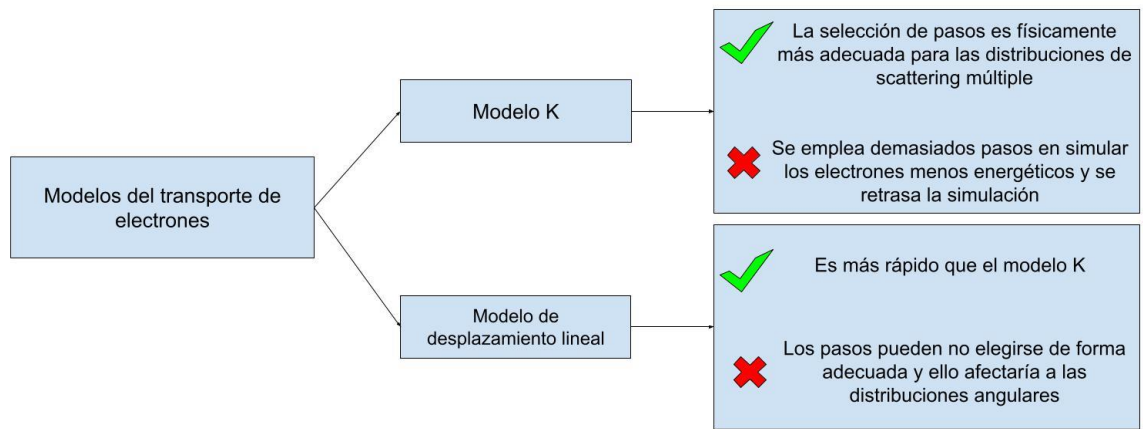 Modelos del transporte de
electrones
Modelo K
La selección de pasos es físicamente
más adecuada para las distribuciones de
scattering múltiple
Se emplea demasiados pasos en simular
los electrones menos energéticos y se
retrasa la simulación
Modelo de
desplazamiento lineal
Es más rápido que el modelo K
Los pasos pueden no elegirse de forma
adecuada y ello afectaría a las
distribuciones angulares